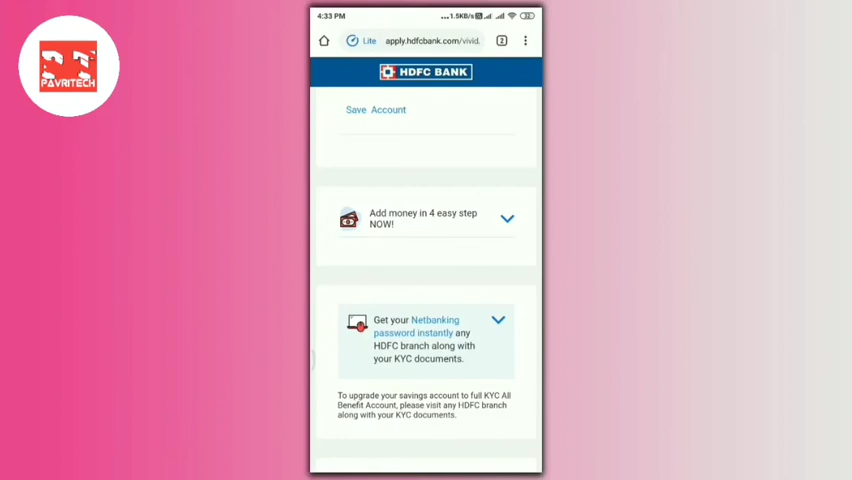 4:33 PM
...1.5KB/s
22
Lite
apply.hdfcbank.com/vivid.
2
PAVRITECH
HDFC BANK
Save Account
Add money in 4 easy step
NOW!
Get your Netbanking
password instantly any
HDFC branch along with
your KYC documents.
To upgrade your savings account to full KYC All
Benefit Account, please visit any HDFC branch
along with your KYC documents.